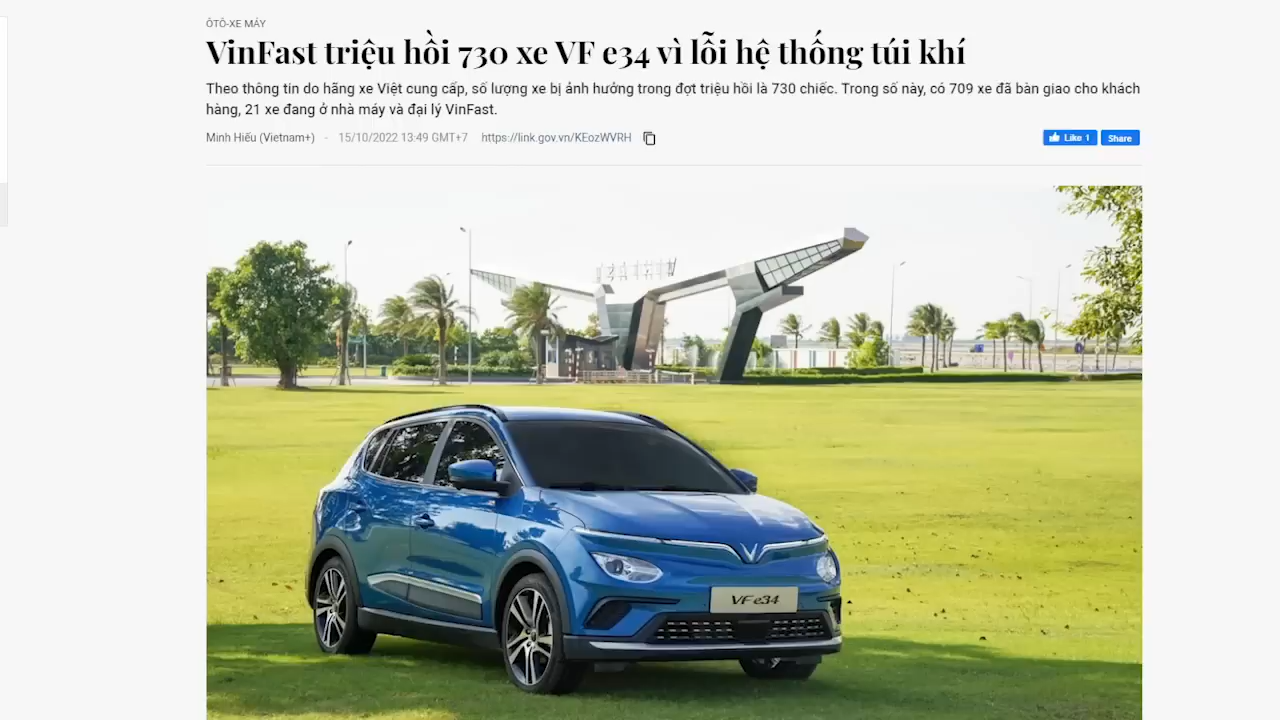 ÔTÔ-XE MÁY
VinFast triệu hồi 730 xe VF e34 vì lỗi hệ thống túi khí
Theo thông tin do hãng xe Việt cung cấp, số lượng xe bị ảnh hưởng trong đợt triệu hồi là 730 chiếc. Trong số này, có 709 xe đã bàn giao cho khách
hàng, 21 xe đang ở nhà máy và đại lý VinFast.
Minh Hiếu (Vietnam+) - 15/10/2022 13:49 GMT+7 https://link.gov.vn/KEozWVRH
Like 1 Share
VF e34